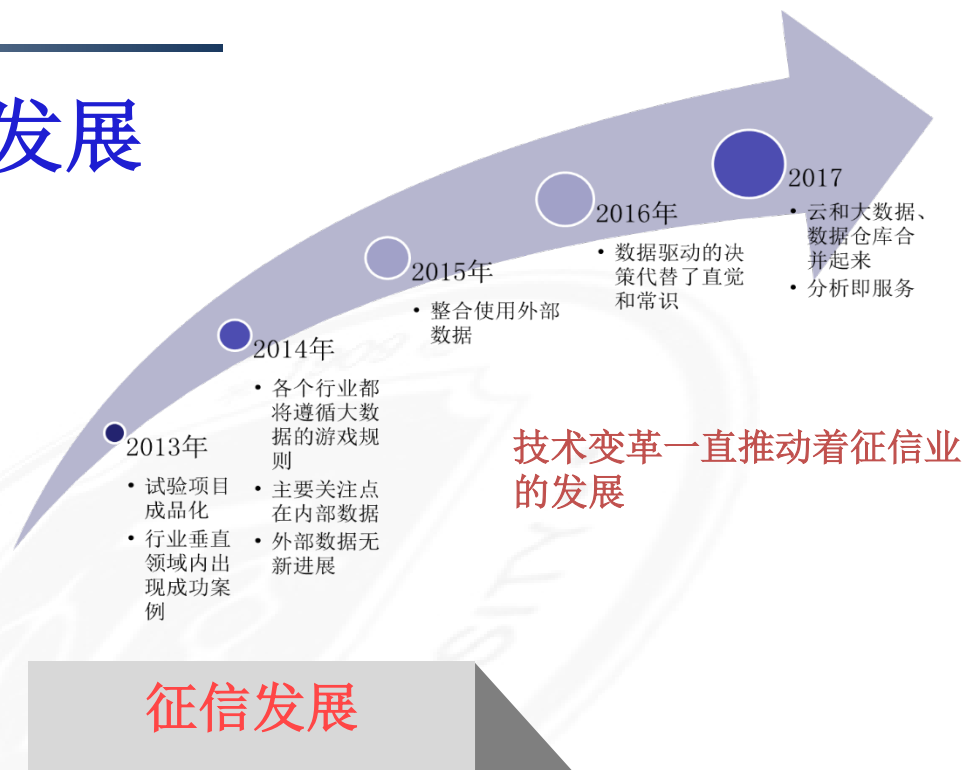 发展
2017
• 云和大数据、
数据仓库合
并起来
• 分析即服务
2016年
• 数据驱动的决
策代替了直觉
和常识
2015年
• 整合使用外部
数据
2014年
• 各个行业都
将遵循大数
据的游戏规
则
• 主要关注点
在内部数据
• 外部数据无
新进展
2013年
• 试验项目
成品化
• 行业垂直
领域内出
现成功案
例
技术变革一直推动着征信业
的发展
征信发展